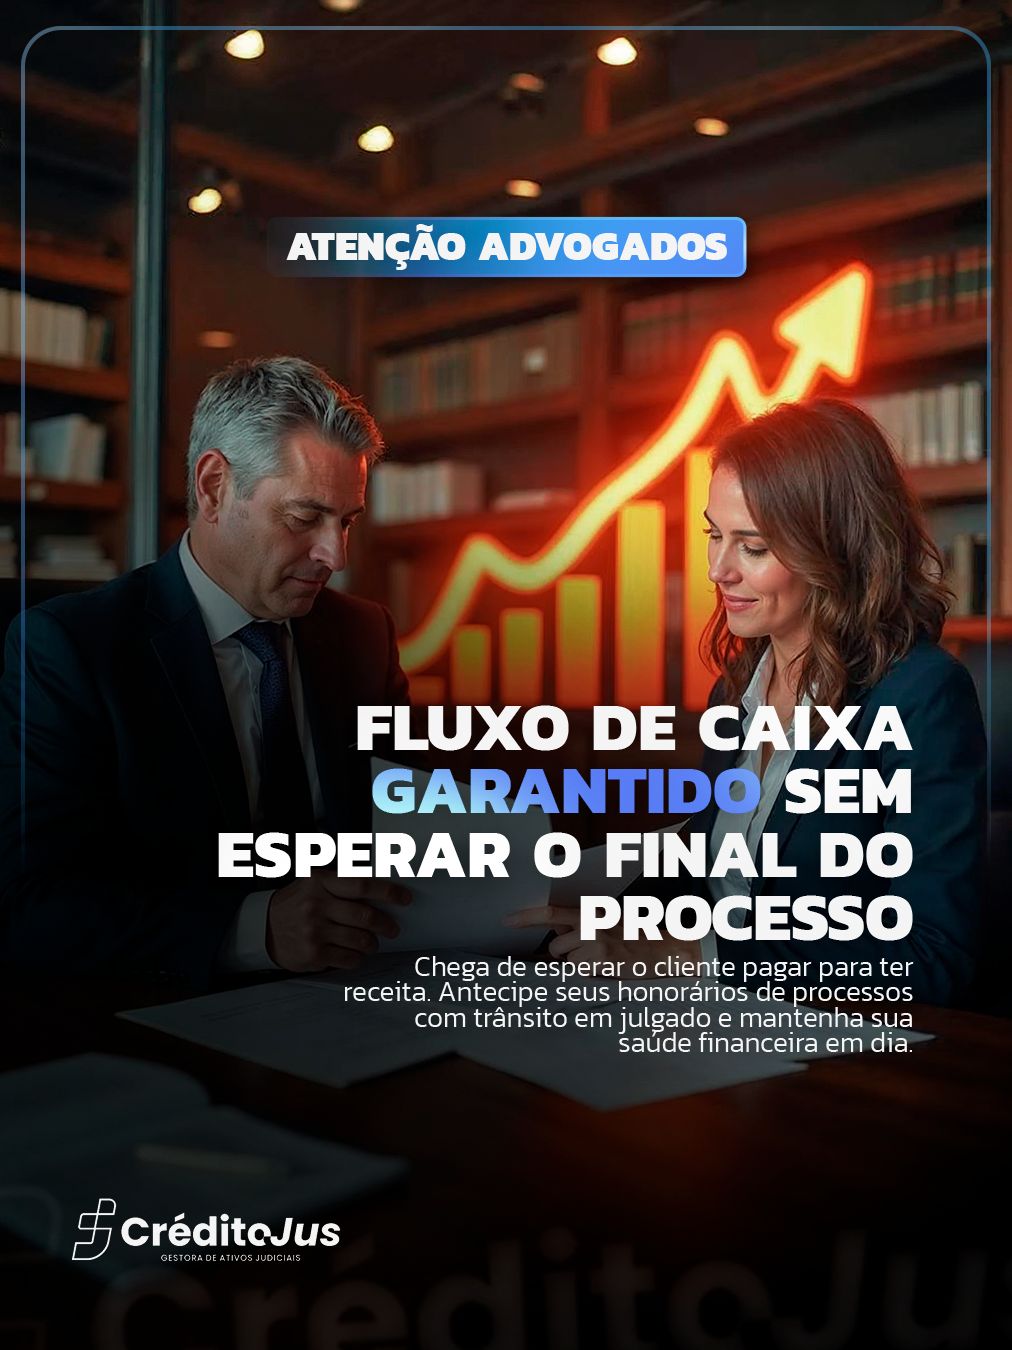 ATENÇÃO ADVOGADOS
FLUXO DE CAIXA
GARANTIDO SEM
ESPERAR O FINAL DO
PROCESSO
Chega de esperar o cliente pagar para ter
receita. Antecipe seus honorários de processos
com trânsito em julgado e mantenha sua
saúde financeira em dia.
CréditoJus
GESTORA DE ATIVOS JUDICIAIS
CréditoJus